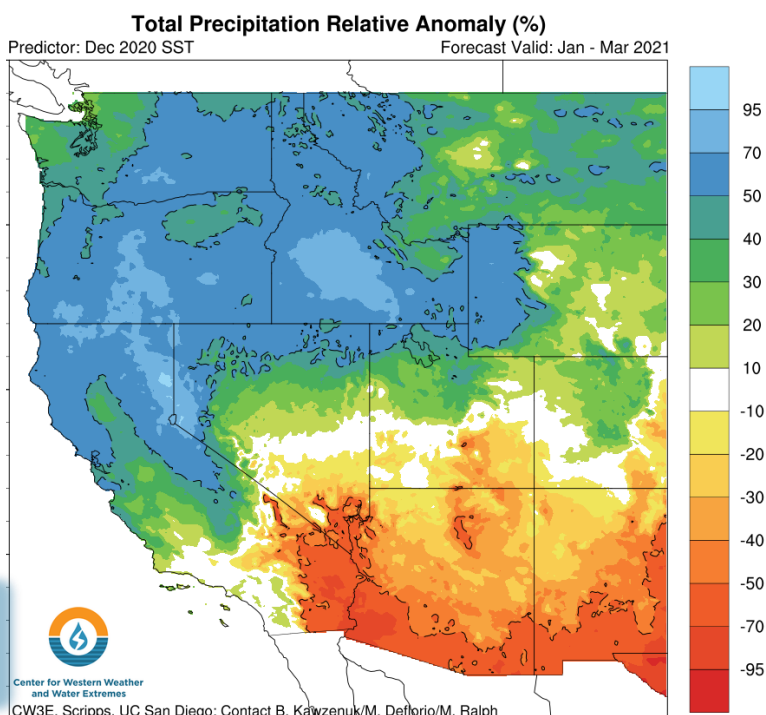 Total Precipitation Relative Anomaly (%)
Predictor: Dec 2020 SST
Forecast Valid: Jan - Mar 2021
95
70
50
40
30
20
10
-10
-20
-30
-40
-50
-70
-95
Center for Western Weather
and Water Extremes
CW3E, Scripps, UC San Diego; Contact B. Kawzenuk/M. Deflorio/M. Ralph